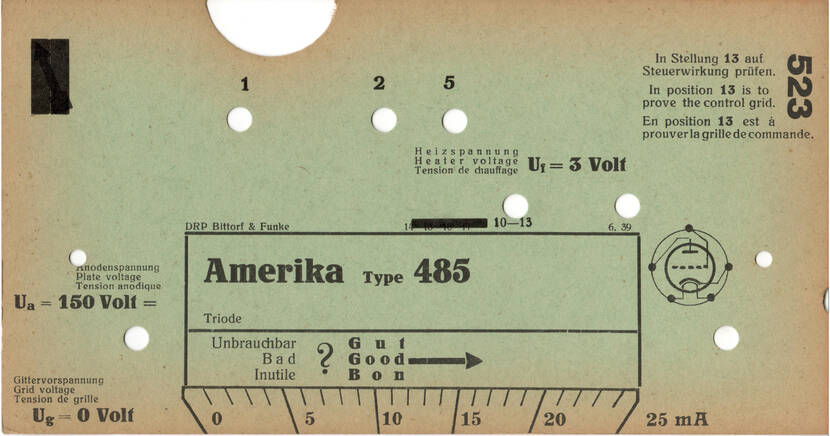 1 2 5
In Stellung 13 auf
Steuerwirkung prüfen.
In position 13 is to
prove the control grid.
En position 13 est à
prouver la grille de commande.
523
Heizspannung
Heater voltage
Tension de chauffage
Uf = 3 Volt
DRP Bittorf & Funke
10—13
6. 39
Anodenspannung
Plate voltage
Tension anodique
Ua = 150 Volt =
Amerika Type 485
Triode
Unbrauchbar ? Gut
Bad Good
Inutile Bon
Gittervorspannung
Grid voltage
Tension de grille
Ug = 0 Volt
0 5 10 15 20 25 mA